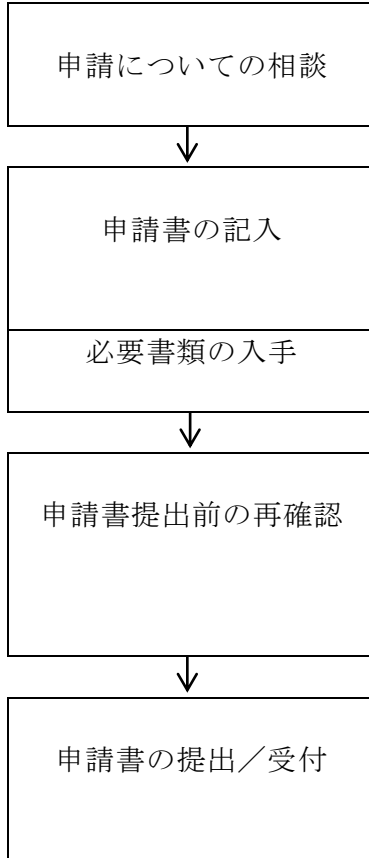 申請についての相談
申請書の記入
必要書類の入手
申請書提出前の再確認
申請書の提出／受付